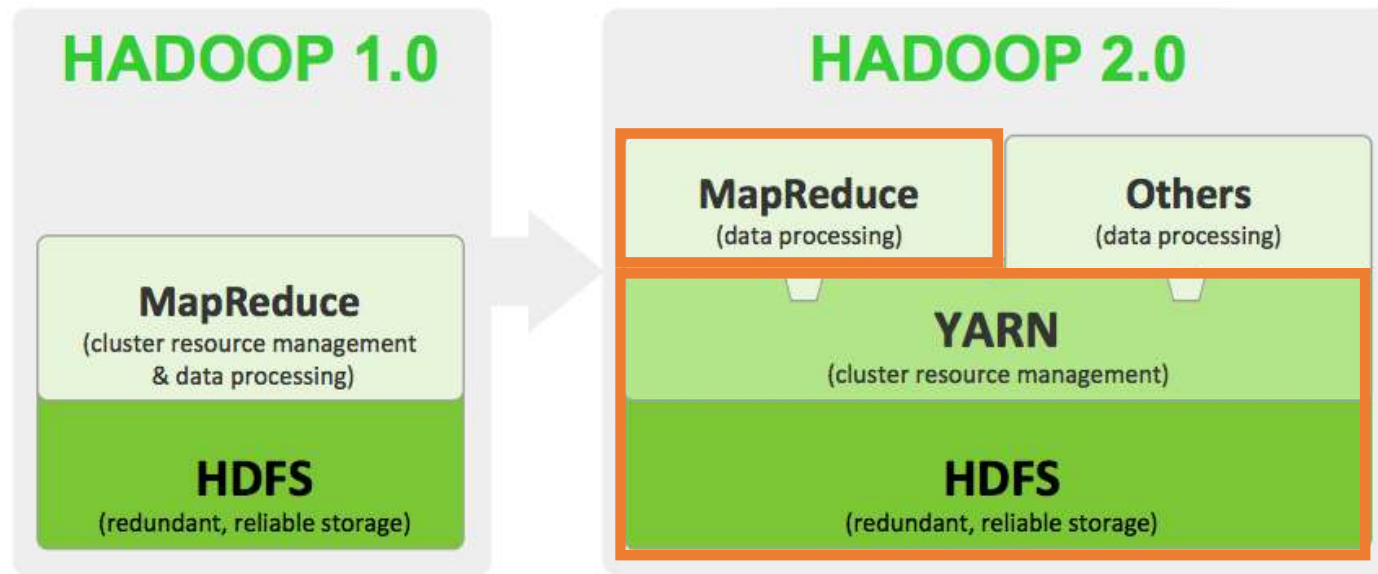 HADOOP 1.0
MapReduce
(cluster resource management
& data processing)
HDFS
(redundant, reliable storage)
HADOOP 2.0
MapReduce
(data processing)
Others
(data processing)
YARN
(cluster resource management)
HDFS
(redundant, reliable storage)